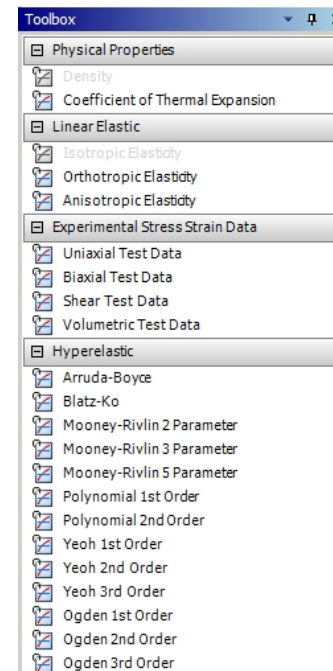 Toolbox
Physical Properties
Density
Coefficient of Thermal Expansion
Linear Elastic
Isotropic Elasticity
Orthotropic Elasticity
Anisotropic Elasticity
Experimental Stress Strain Data
Uniaxial Test Data
Biaxial Test Data
Shear Test Data
Volumetric Test Data
Hyperelastic
Arruda-Boyce
Blatz-Ko
Mooney-Rivlin 2 Parameter
Mooney-Rivlin 3 Parameter
Mooney-Rivlin 5 Parameter
Polynomial 1st Order
Polynomial 2nd Order
Yeoh 1st Order
Yeoh 2nd Order
Yeoh 3rd Order
Ogden 1st Order
Ogden 2nd Order
Ogden 3rd Order